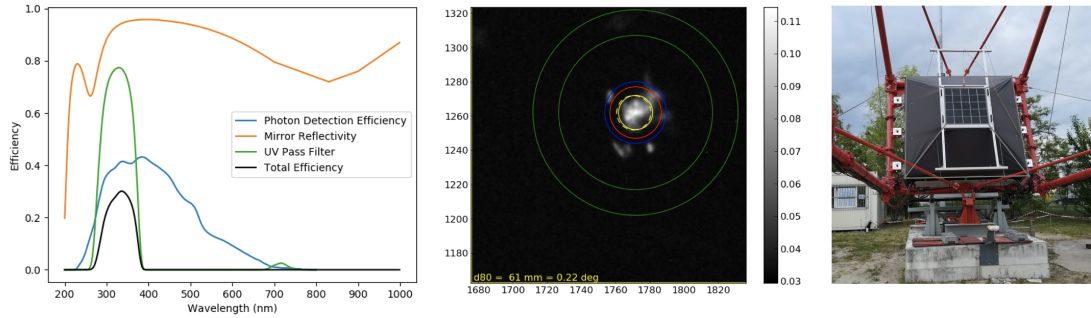 1.0
0.8
0.6
0.4
0.2
0.0
Efficiency
200 300 400 500 600 700 800 900 1000
Wavelength (nm)
Photon Detection Efficiency
Mirror Reflectivity
UV Pass Filter
Total Efficiency
1320
1300
1280
1260
1240
1220
1200
1180
d80 = 61 mm = 0.22 deg
1680 1700 1720 1740 1760 1780 1800 1820
0.11
0.10
0.09
0.08
0.07
0.06
0.05
0.04
0.03